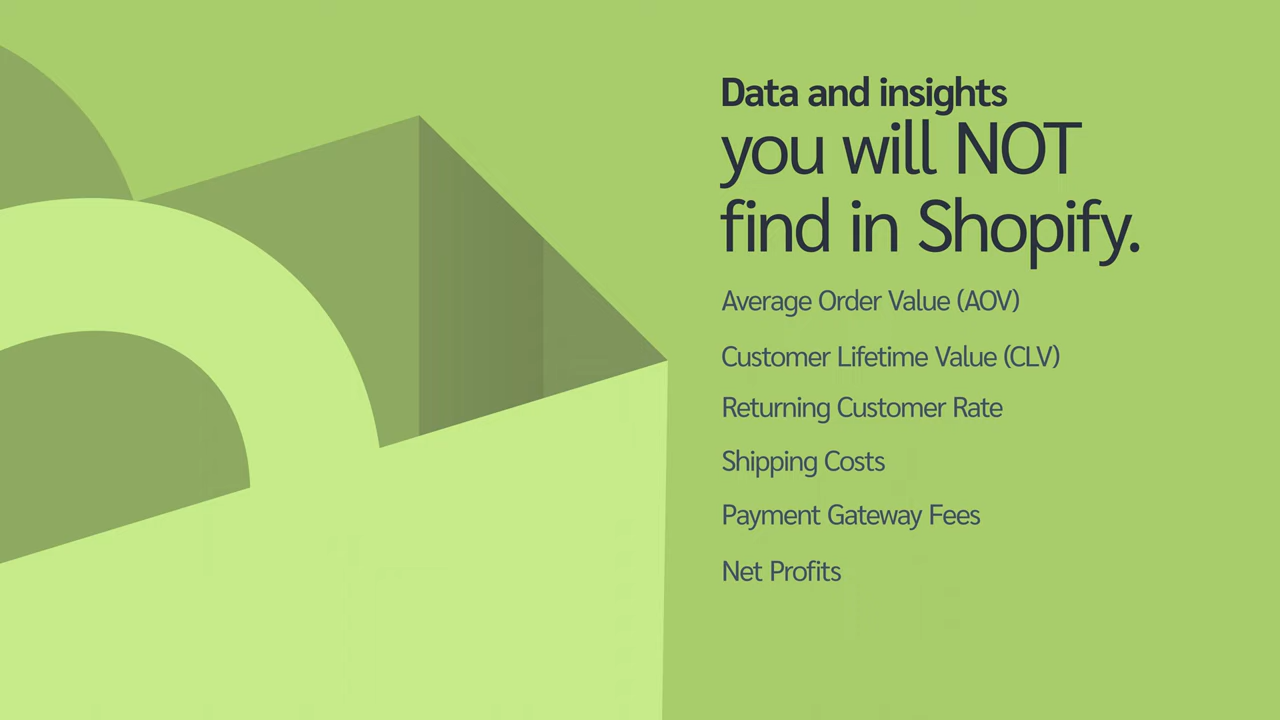 Data and insights
you will NOT
find in Shopify.
Average Order Value (AOV)
Customer Lifetime Value (CLV)
Returning Customer Rate
Shipping Costs
Payment Gateway Fees
Net Profits